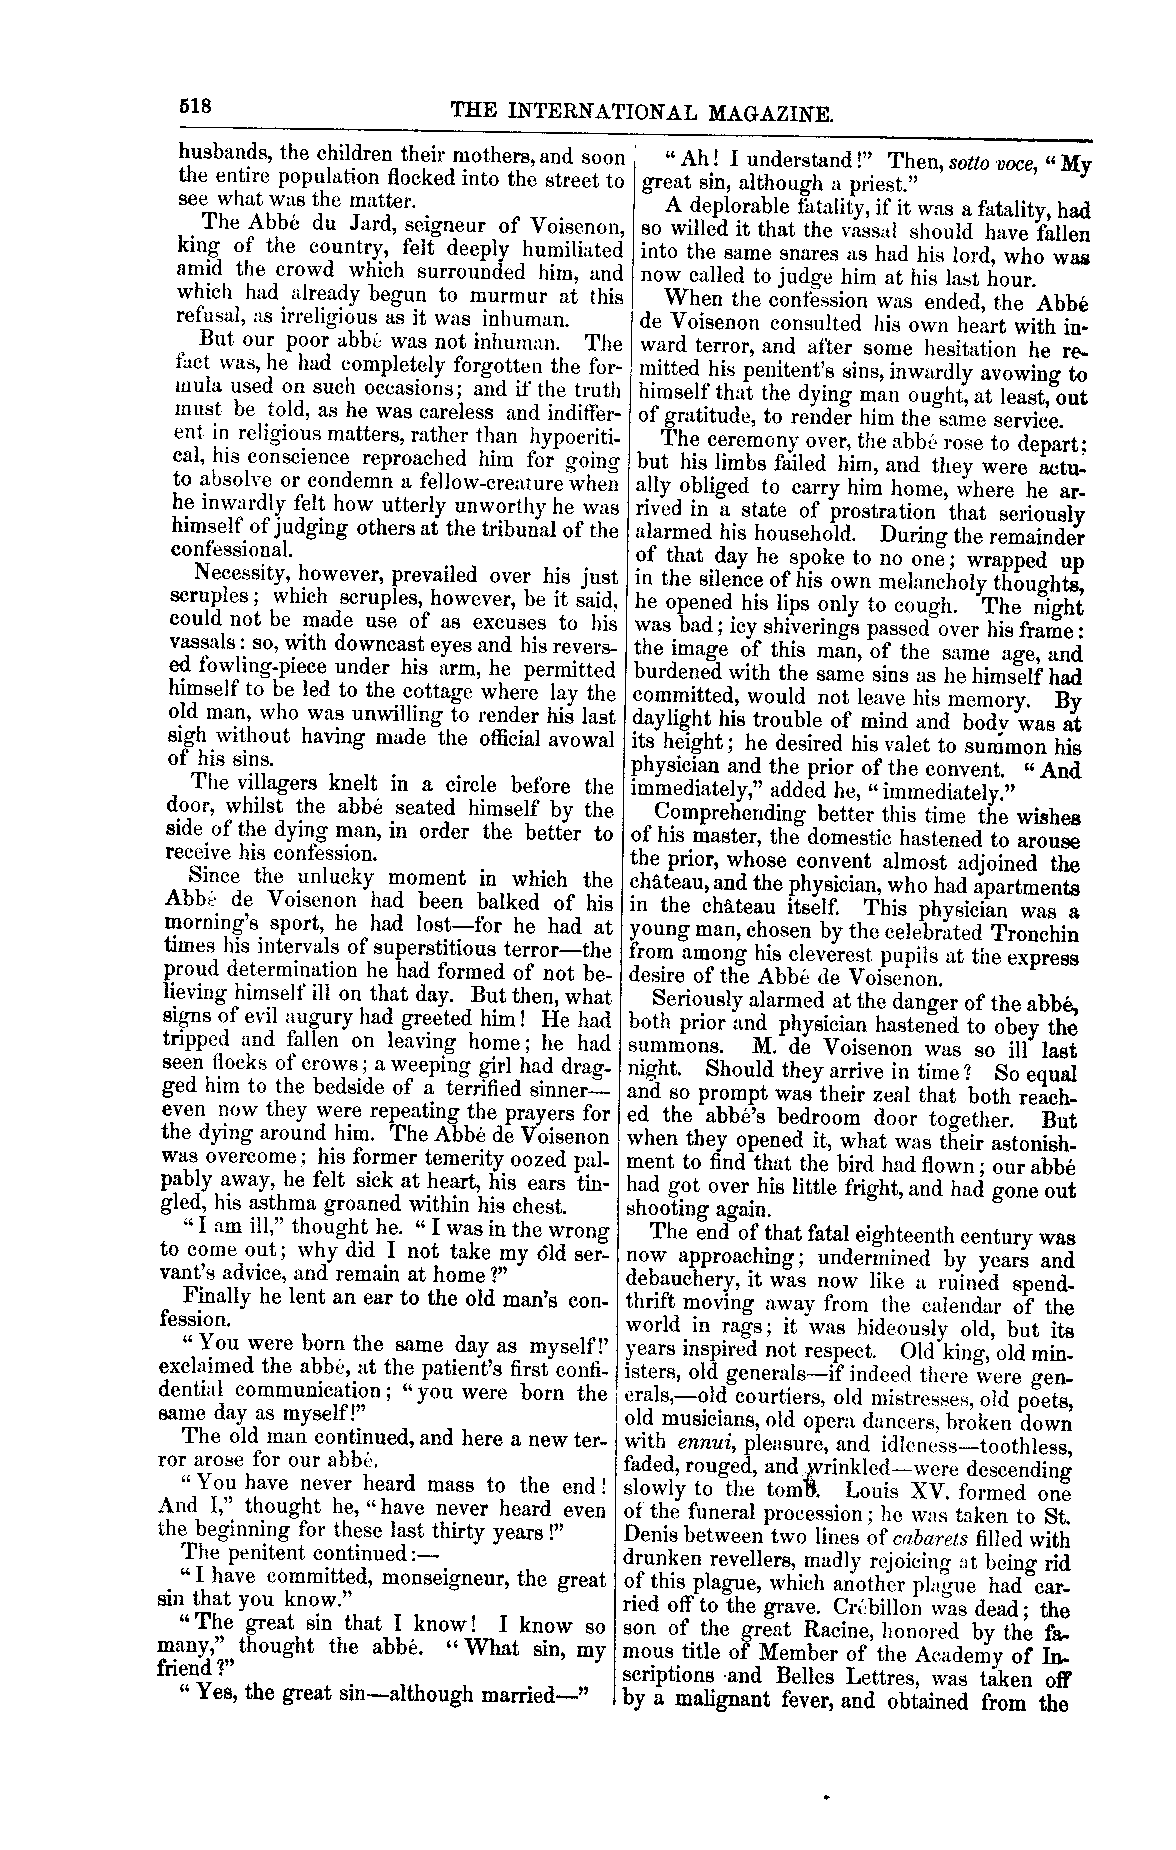 518 THE INTERNATIONAL MAGAZINE.
husbands, the children their mothers, and soon
the entire population flocked into the street to
see what was the matter.
The Abbé du Jard, seigneur of Voisenon,
king of the country, felt deeply humiliated
amid the crowd which surrounded him, and
which had already begun to murmur at this
refusal, as irreligious as it was inhuman.
But our poor abbé was not inhuman. The
fact was, he had completely forgotten the for-
mula used on such occasions; and if the truth
must be told, as he was careless and indiffer-
ent in religious matters, rather than hypocriti-
cal, his conscience reproached him for going
to absolve or condemn a fellow-creature when
he inwardly felt how utterly unworthy he was
himself of judging others at the tribunal of the
confessional.
Necessity, however, prevailed over his just
scruples; which scruples, however, be it said,
could not be made use of as excuses to his
vassals: so, with downcast eyes and his revers-
ed fowling-piece under his arm, he permitted
himself to be led to the cottage where lay the
old man, who was unwilling to render his last
sigh without having made the official avowal
of his sins.
The villagers knelt in a circle before the
door, whilst the abbé seated himself by the
side of the dying man, in order the better to
receive his confession.
Since the unlucky moment in which the
Abbé de Voisenon had been balked of his
morning's sport, he had lost—for he had at
times his intervals of superstitious terror—the
proud determination he had formed of not be-
lieving himself ill on that day. But then, what
signs of evil augury had greeted him! He had
tripped and fallen on leaving home; he had
seen flocks of crows; a weeping girl had drag-
ged him to the bedside of a terrified sinner—
even now they were repeating the prayers for
the dying around him. The Abbé de Voisenon
was overcome; his former temerity oozed pal-
pably away, he felt sick at heart, his ears tin-
gled, his asthma groaned within his chest.
"I am ill," thought he. "I was in the wrong
to come out; why did I not take my old ser-
vant's advice, and remain at home?"
Finally he lent an ear to the old man's con-
fession.
"You were born the same day as myself!"
exclaimed the abbé, at the patient's first confi-
dential communication; "you were born the
same day as myself!"
The old man continued, and here a new ter-
ror arose for our abbé.
"You have never heard mass to the end!
And I," thought he, "have never heard even
the beginning for these last thirty years!"
The penitent continued:—
"I have committed, monseigneur, the great
sin that you know."
"The great sin that I know! I know so
many," thought the abbé. "What sin, my
friend?"
"Yes, the great sin—although married—"
"Ah! I understand!" Then, sotto voce, "My
great sin, although a priest."
A deplorable fatality, if it was a fatality, had
so willed it that the vassal should have fallen
into the same snares as had his lord, who was
now called to judge him at his last hour.
When the confession was ended, the Abbé
de Voisenon consulted his own heart with in-
ward terror, and after some hesitation he re-
mitted his penitent's sins, inwardly avowing to
himself that the dying man ought, at least, out
of gratitude, to render him the same service.
The ceremony over, the abbé rose to depart;
but his limbs failed him, and they were actu-
ally obliged to carry him home, where he ar-
rived in a state of prostration that seriously
alarmed his household. During the remainder
of that day he spoke to no one; wrapped up
in the silence of his own melancholy thoughts,
he opened his lips only to cough. The night
was bad; icy shiverings passed over his frame:
the image of this man, of the same age, and
burdened with the same sins as he himself had
committed, would not leave his memory. By
daylight his trouble of mind and body was at
its height; he desired his valet to summon his
physician and the prior of the convent. "And
immediately," added he, "immediately."
Comprehending better this time the wishes
of his master, the domestic hastened to arouse
the prior, whose convent almost adjoined the
château, and the physician, who had apartments
in the château itself. This physician was a
young man, chosen by the celebrated Tronchin
from among his cleverest pupils at the express
desire of the Abbé de Voisenon.
Seriously alarmed at the danger of the abbé,
both prior and physician hastened to obey the
summons. M. de Voisenon was so ill last
night. Should they arrive in time? So equal
and so prompt was their zeal that both reach-
ed the abbé's bedroom door together. But
when they opened it, what was their astonish-
ment to find that the bird had flown; our abbé
had got over his little fright, and had gone out
shooting again.
The end of that fatal eighteenth century was
now approaching; undermined by years and
debauchery, it was now like a ruined spend-
thrift moving away from the calendar of the
world in rags; it was hideously old, but its
years inspired not respect. Old king, old min-
isters, old generals—if indeed there were gen-
erals,—old courtiers, old mistresses, old poets,
old musicians, old opera dancers, broken down
with ennui, pleasure, and idleness—toothless,
faded, rouged, and wrinkled—were descending
slowly to the tomb. Louis XV. formed one
of the funeral procession; he was taken to St.
Denis between two lines of cabarets filled with
drunken revellers, madly rejoicing at being rid
of this plague, which another plague had car-
ried off to the grave. Crébillon was dead; the
son of the great Racine, honored by the fa-
mous title of Member of the Academy of In-
scriptions and Belles Lettres, was taken off
by a malignant fever, and obtained from the